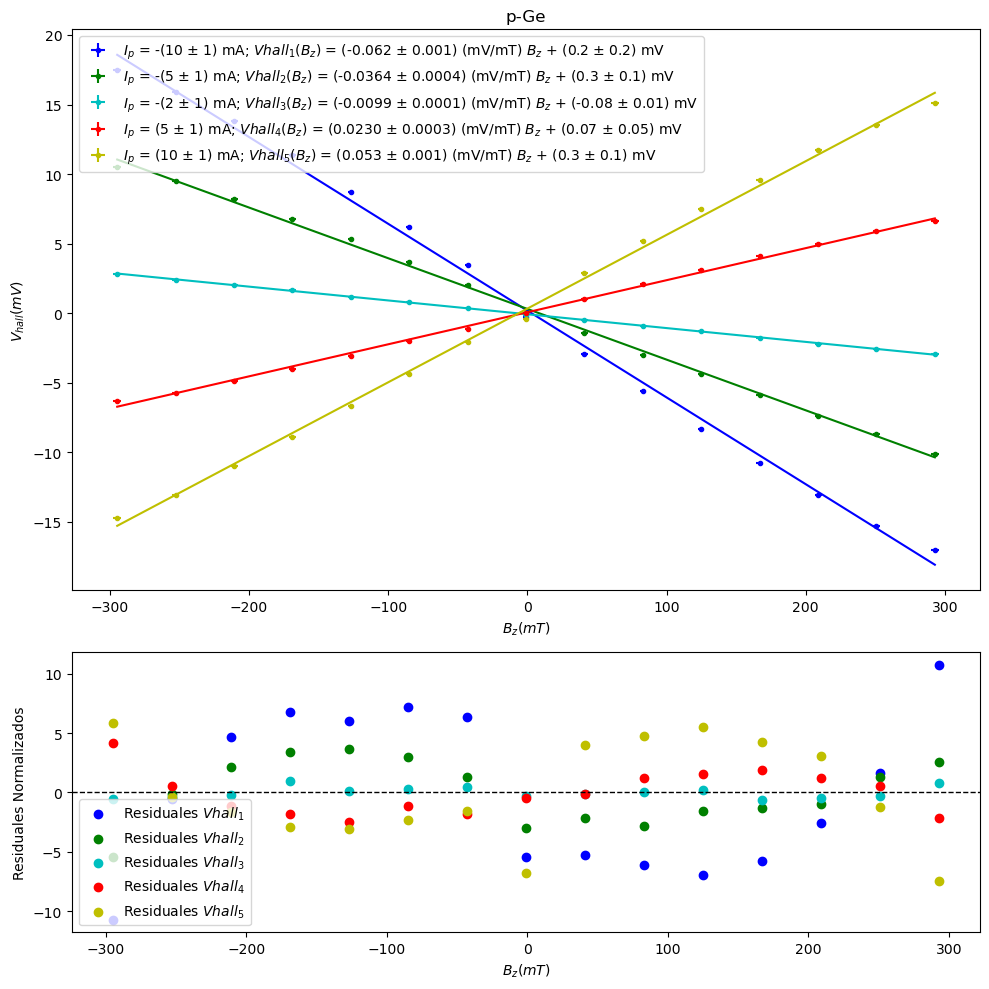 p-Ge
I_p = -(10 ± 1) mA; Vhall_1(B_z) = (-0.062 ± 0.001) (mV/mT) B_z + (0.2 ± 0.2) mV
I_p = -(5 ± 1) mA; Vhall_2(B_z) = (-0.0364 ± 0.0004) (mV/mT) B_z + (0.3 ± 0.1) mV
I_p = -(2 ± 1) mA; Vhall_3(B_z) = (-0.0099 ± 0.0001) (mV/mT) B_z + (-0.08 ± 0.01) mV
I_p = (5 ± 1) mA; Vhall_4(B_z) = (0.0230 ± 0.0003) (mV/mT) B_z + (0.07 ± 0.05) mV
I_p = (10 ± 1) mA; Vhall_5(B_z) = (0.053 ± 0.001) (mV/mT) B_z + (0.3 ± 0.1) mV
20
15
10
5
0
−5
−10
−15
V_hall(mV)
−300 −200 −100 0 100 200 300
B_z(mT)
10
5
0
−5
−10
Residuales Normalizados
Residuales Vhall_1
Residuales Vhall_2
Residuales Vhall_3
Residuales Vhall_4
Residuales Vhall_5
−300 −200 −100 0 100 200 300
B_z(mT)